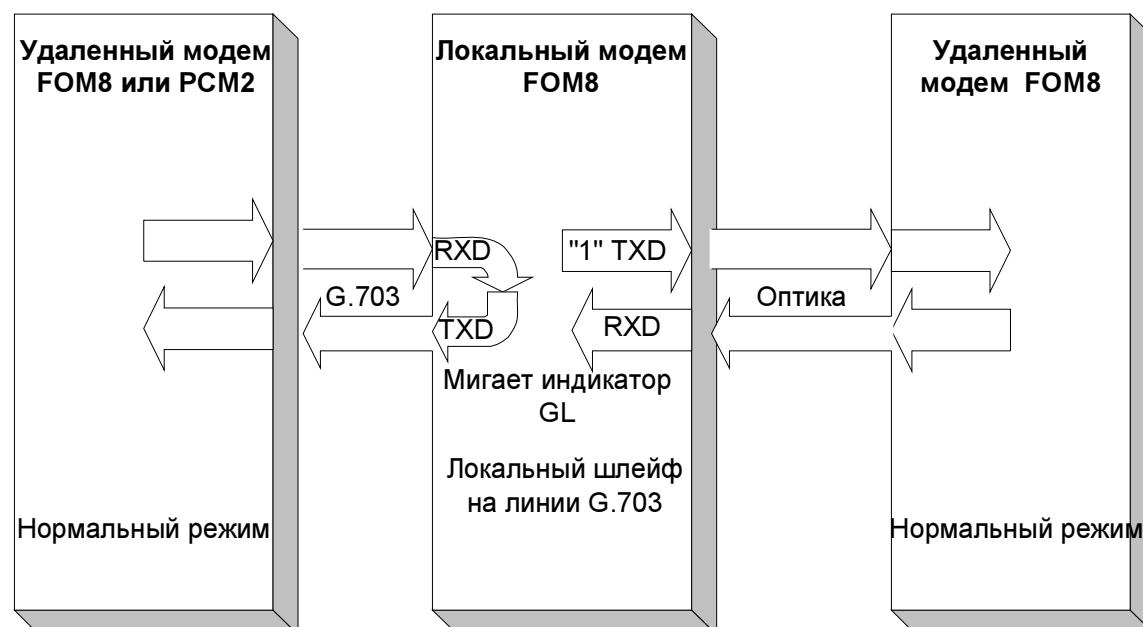 Удаленный модем
FOM8 или PCM2
Локальный модем
FOM8
Удаленный
модем FOM8
RXD
"1" TXD
G.703
Оптика
TXD
RXD
Мигает индикатор
GL
Локальный шлейф
на линии G.703
Нормальный режим
Нормальный режим